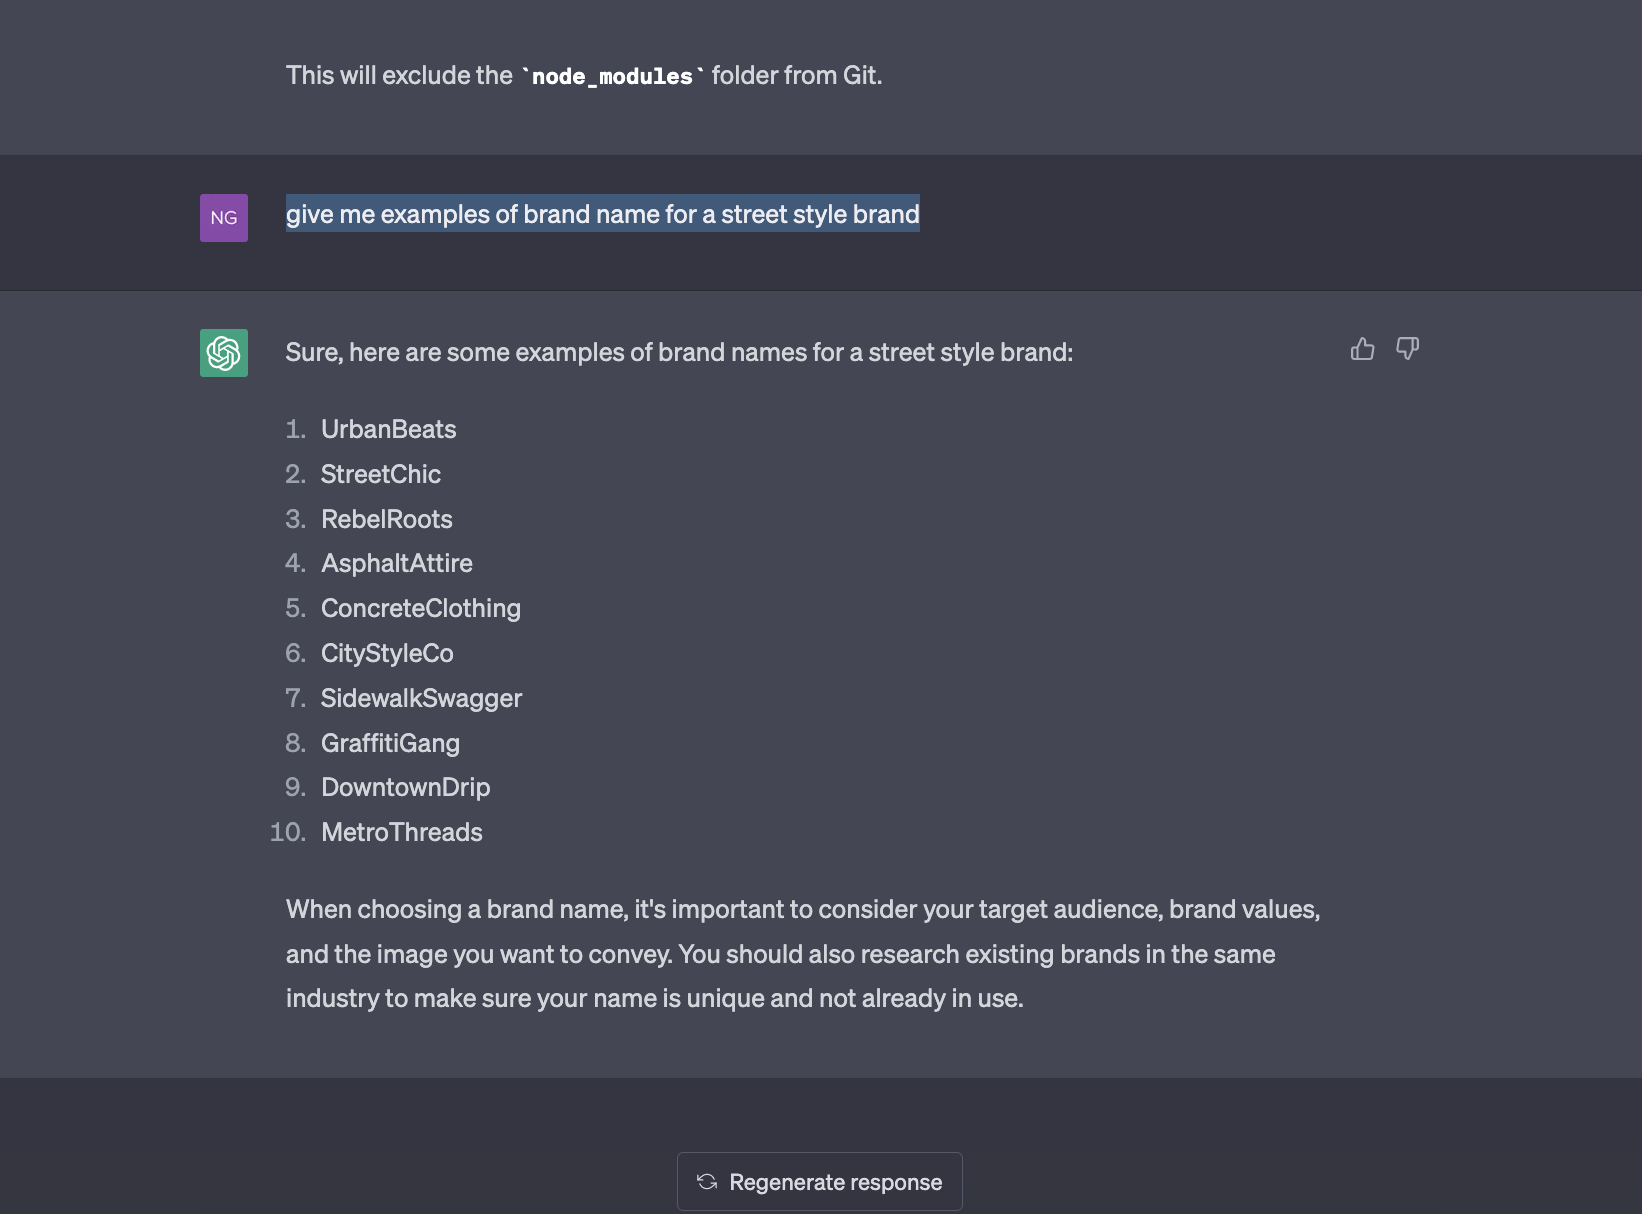 This will exclude the `node_modules` folder from Git.
NG
give me examples of brand name for a street style brand
Sure, here are some examples of brand names for a street style brand:
1. UrbanBeats
2. StreetChic
3. RebelRoots
4. AsphaltAttire
5. ConcreteClothing
6. CityStyleCo
7. SidewalkSwagger
8. GraffitiGang
9. DowntownDrip
10. MetroThreads
When choosing a brand name, it's important to consider your target audience, brand values,
and the image you want to convey. You should also research existing brands in the same
industry to make sure your name is unique and not already in use.
Regenerate response